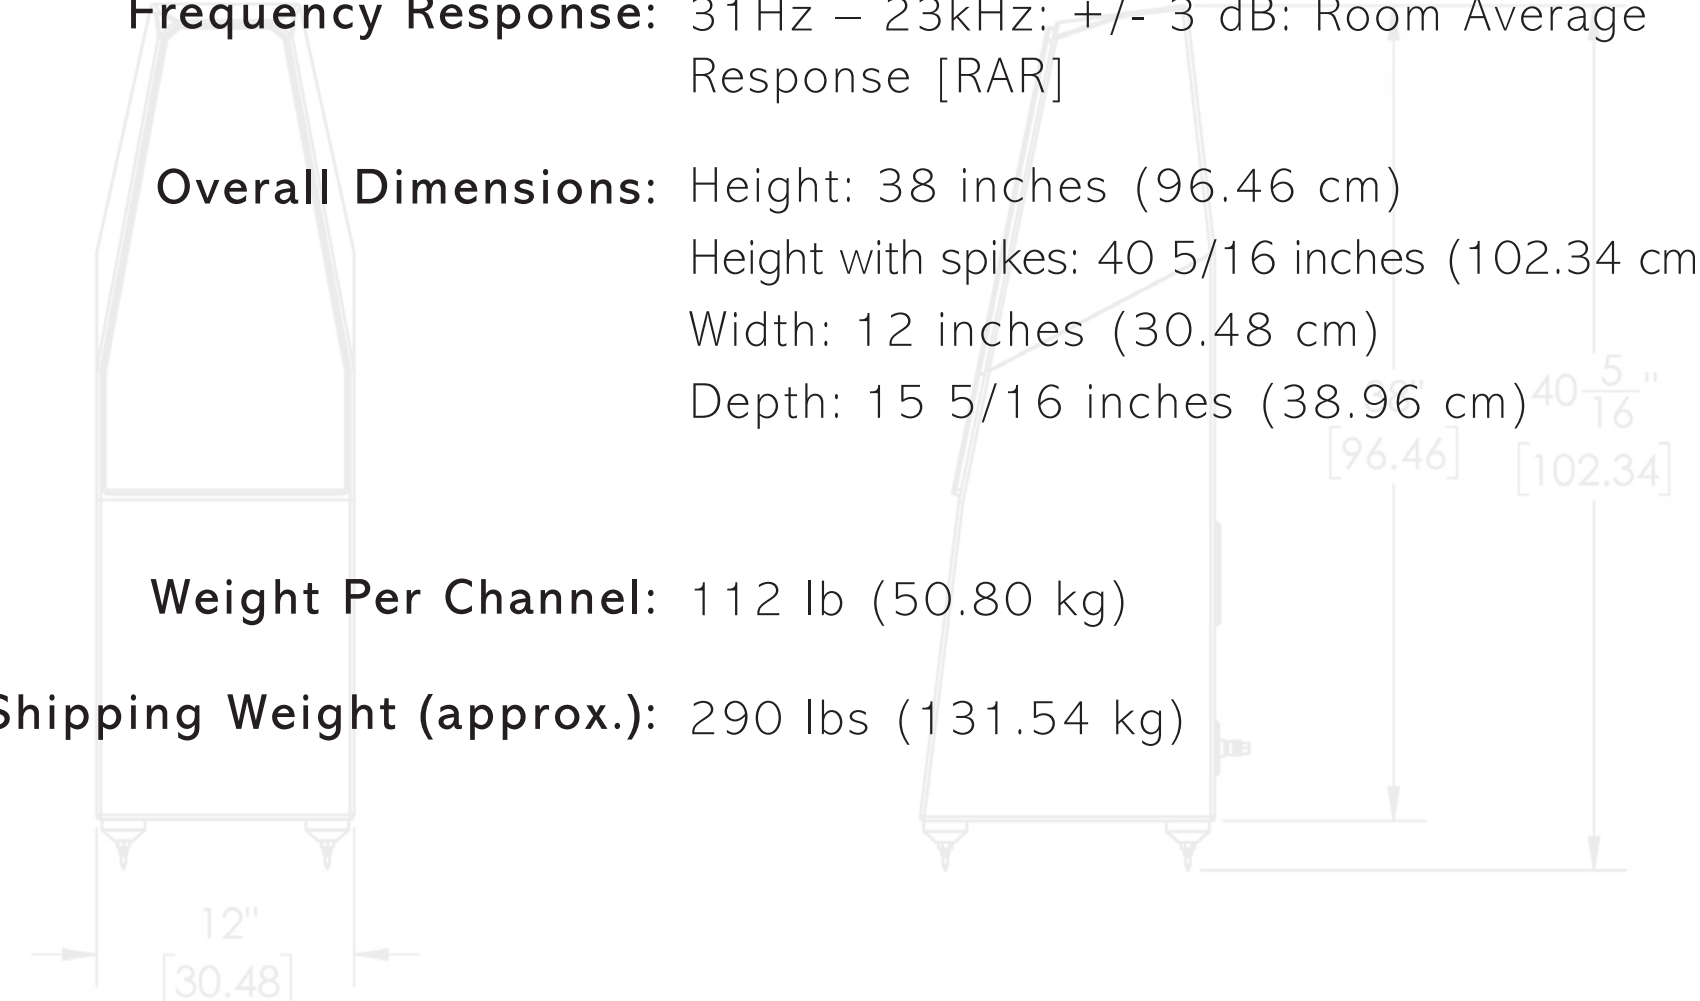 Frequency Response: 31Hz – 23kHz: +/- 3 dB: Room Average
Response [RAR]
Overall Dimensions: Height: 38 inches (96.46 cm)
Height with spikes: 40 5/16 inches (102.34 cm
Width: 12 inches (30.48 cm)
Depth: 15 5/16 inches (38.96 cm)
38" 40 5/16"
[96.46] [102.34]
Weight Per Channel: 112 lb (50.80 kg)
Shipping Weight (approx.): 290 lbs (131.54 kg)
12"
[30.48]